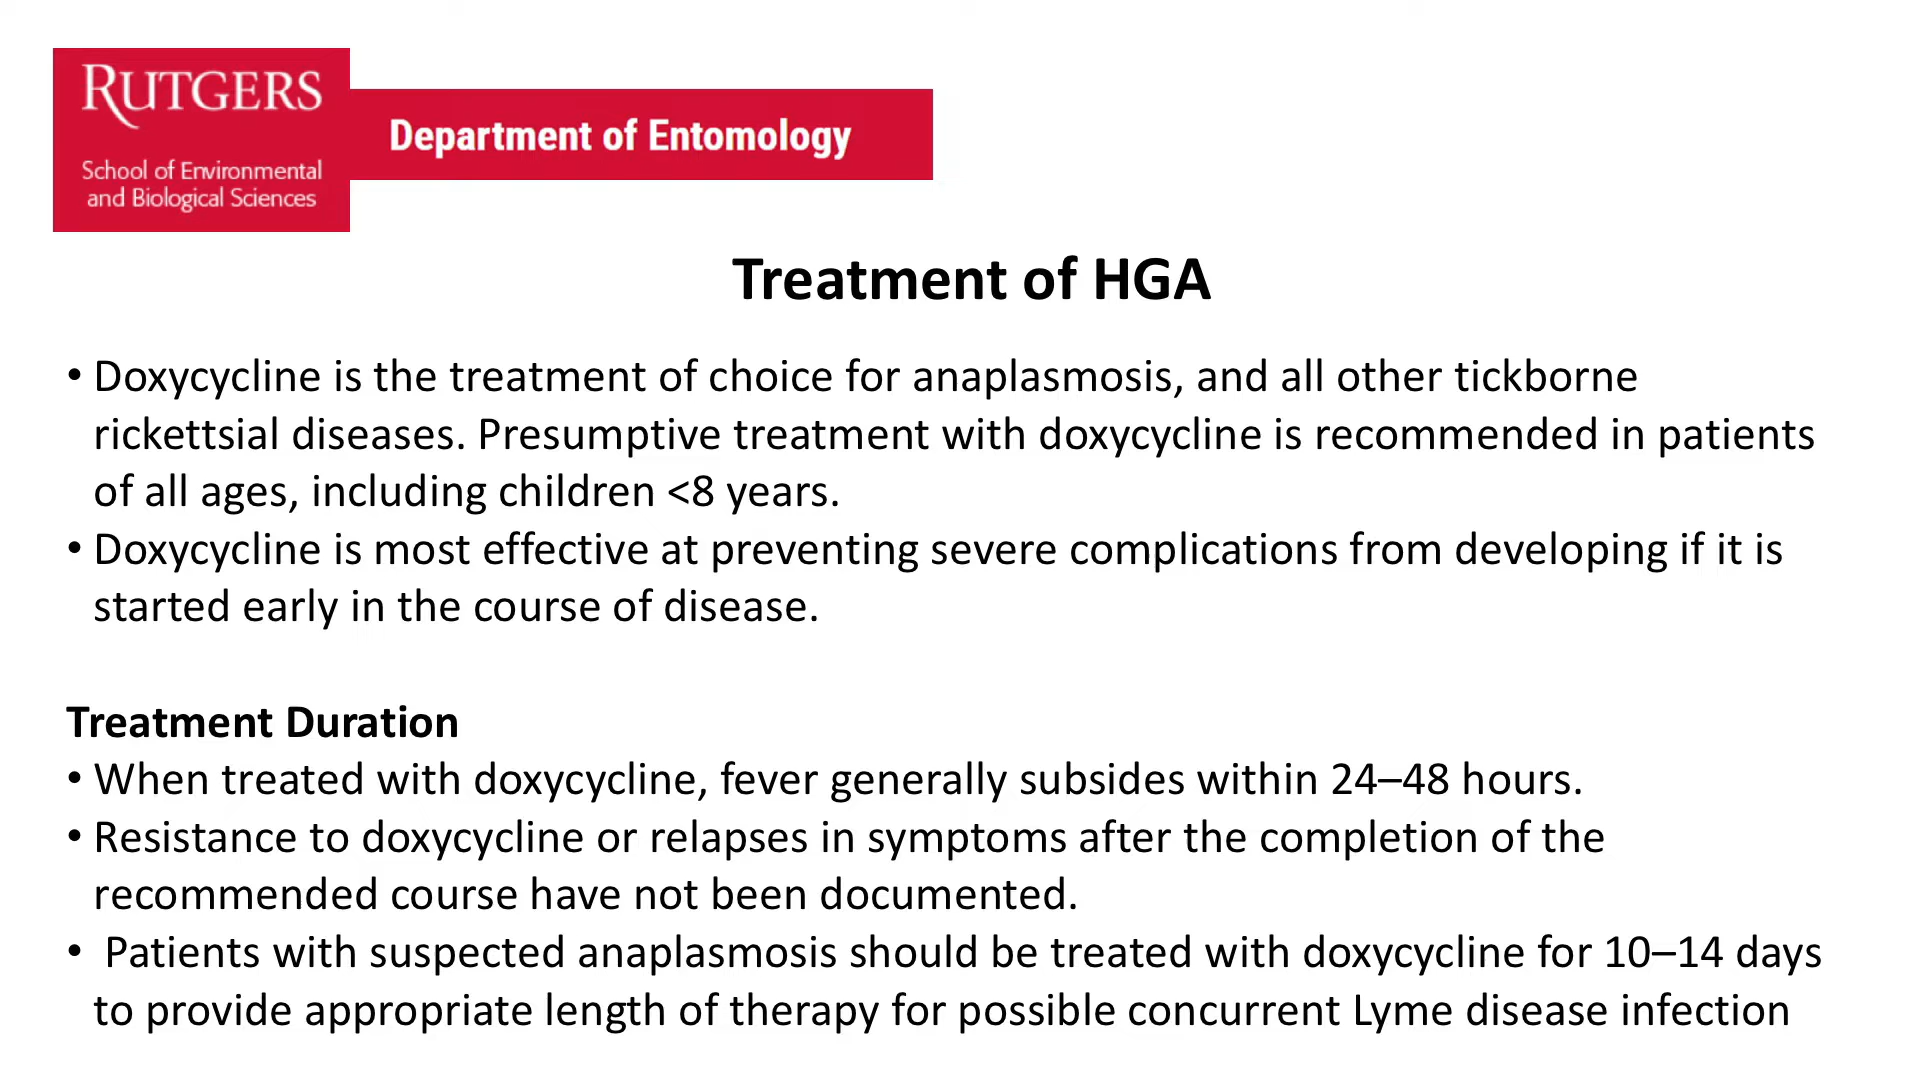 RUTGERS
School of Environmental
and Biological Sciences
Department of Entomology
Treatment of HGA
• Doxycycline is the treatment of choice for anaplasmosis, and all other tickborne
rickettsial diseases. Presumptive treatment with doxycycline is recommended in patients
of all ages, including children <8 years.
• Doxycycline is most effective at preventing severe complications from developing if it is
started early in the course of disease.
Treatment Duration
• When treated with doxycycline, fever generally subsides within 24–48 hours.
• Resistance to doxycycline or relapses in symptoms after the completion of the
recommended course have not been documented.
• Patients with suspected anaplasmosis should be treated with doxycycline for 10–14 days
to provide appropriate length of therapy for possible concurrent Lyme disease infection